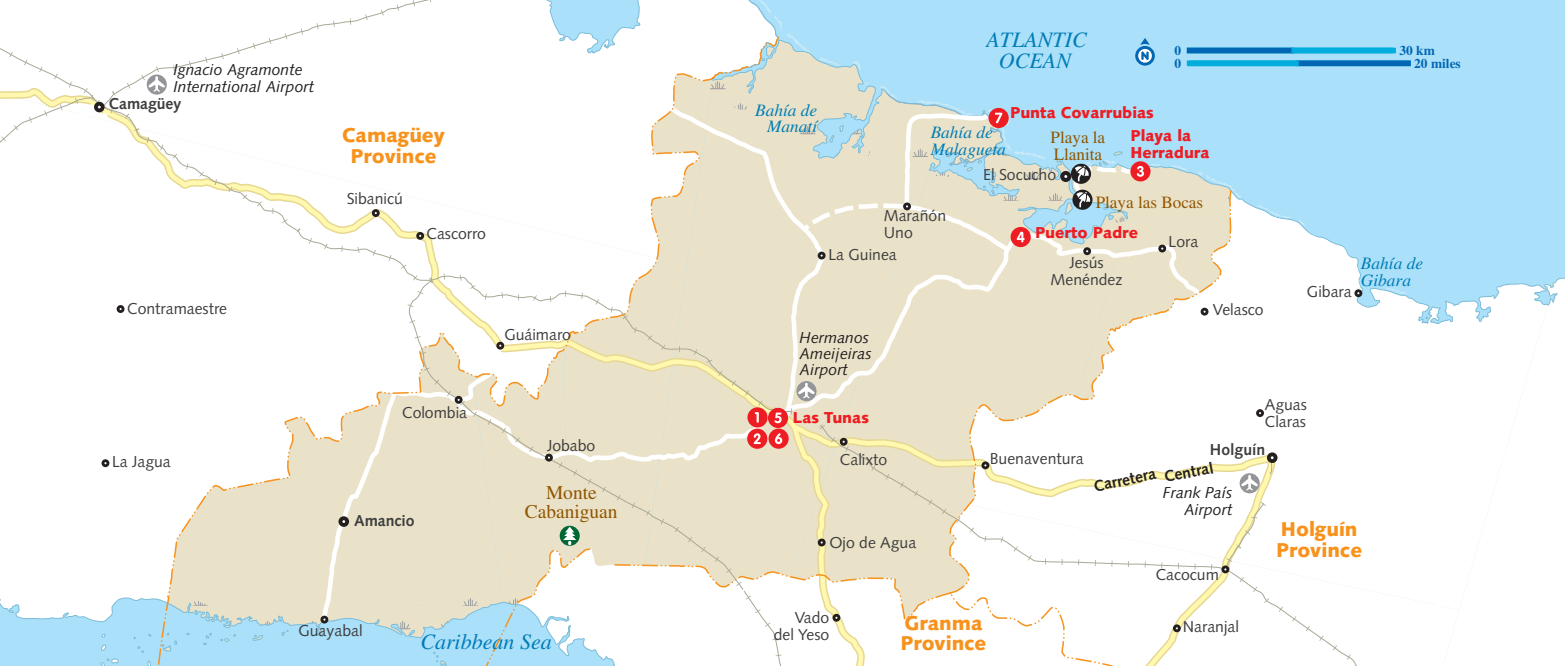 ATLANTIC
OCEAN
N
0
30 km
0
20 miles
Ignacio Agramonte
International Airport
Camagüey
Camagüey
Province
Bahía de
Manatí
7
Punta Covarrubias
Bahía de
Malagueta
Playa la
Llanita
Playa la
Herradura
3
El Socucho
Playa las Bocas
Sibanicú
Cascorro
Marañón
Uno
4
Puerto Padre
Lora
Jesús
Menéndez
La Guinea
Bahía de
Gibara
Gibara
Velasco
Contramaestre
Guáimaro
Hermanos
Ameijeiras
Airport
Colombia
1
5
Las Tunas
2
6
Aguas
Claras
Jobabo
Calixto
Buenaventura
Holguín
La Jagua
Carretera Central
Frank País
Airport
Monte
Cabaniguan
Amancio
Ojo de Agua
Holguín
Province
Cacocum
Guayabal
Caribbean Sea
Vado
del Yeso
Granma
Province
Naranjal